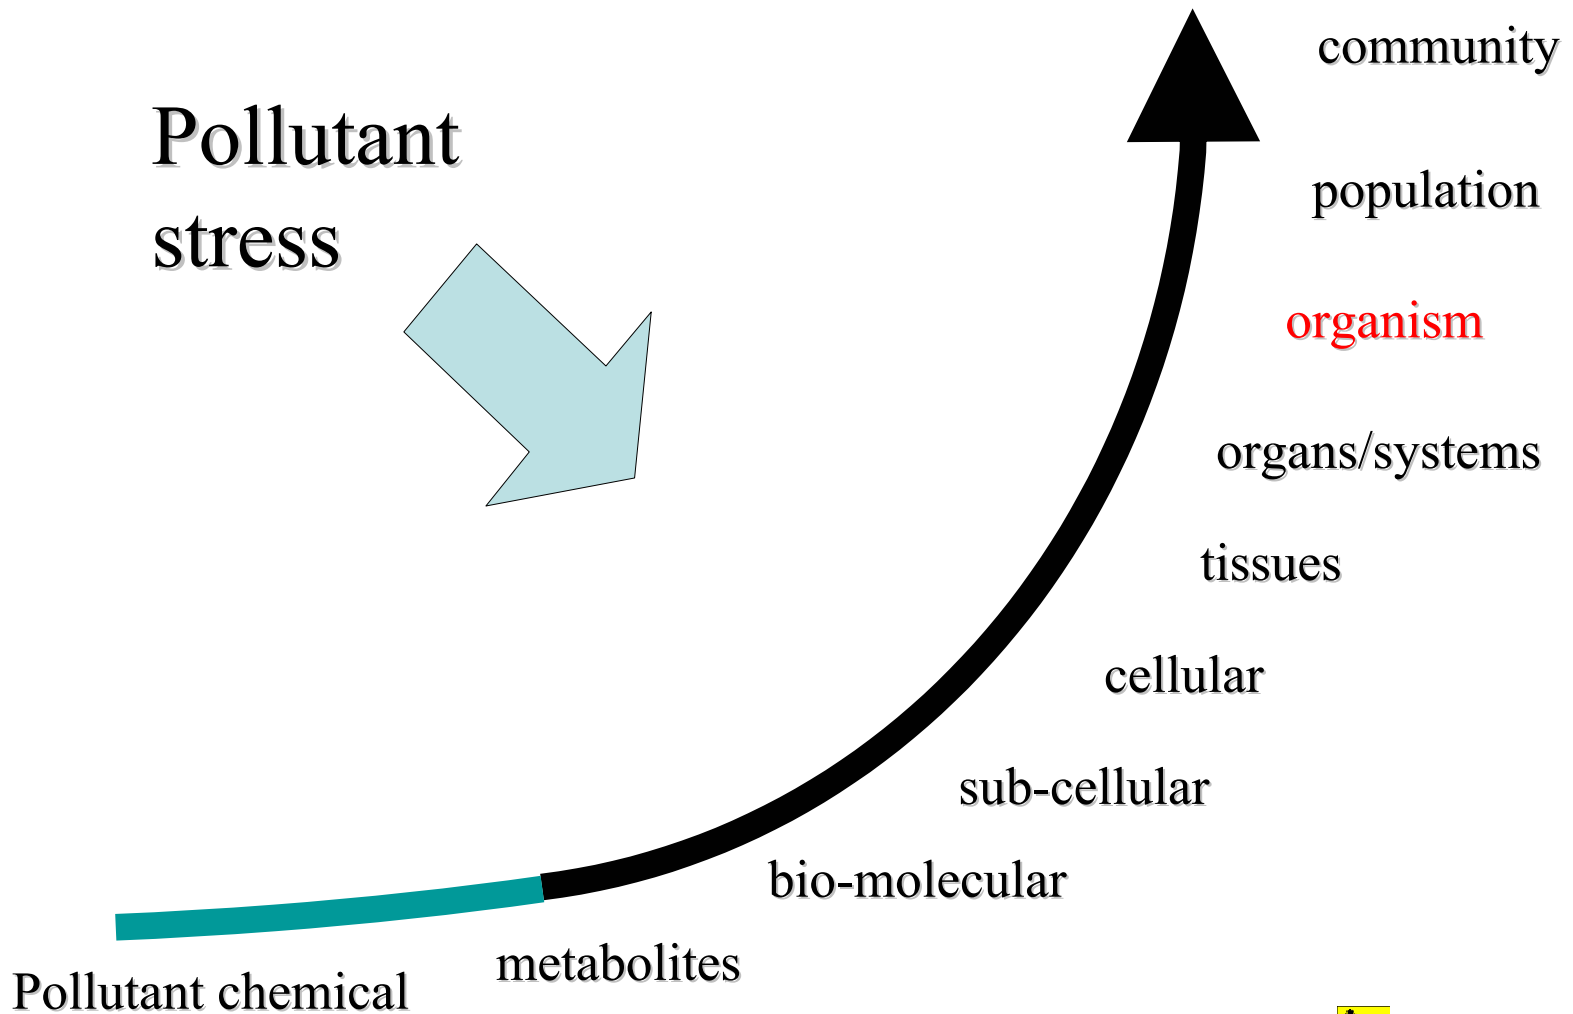 Pollutant
stress
community
population
organism
organs/systems
tissues
cellular
sub-cellular
bio-molecular
metabolites
Pollutant chemical